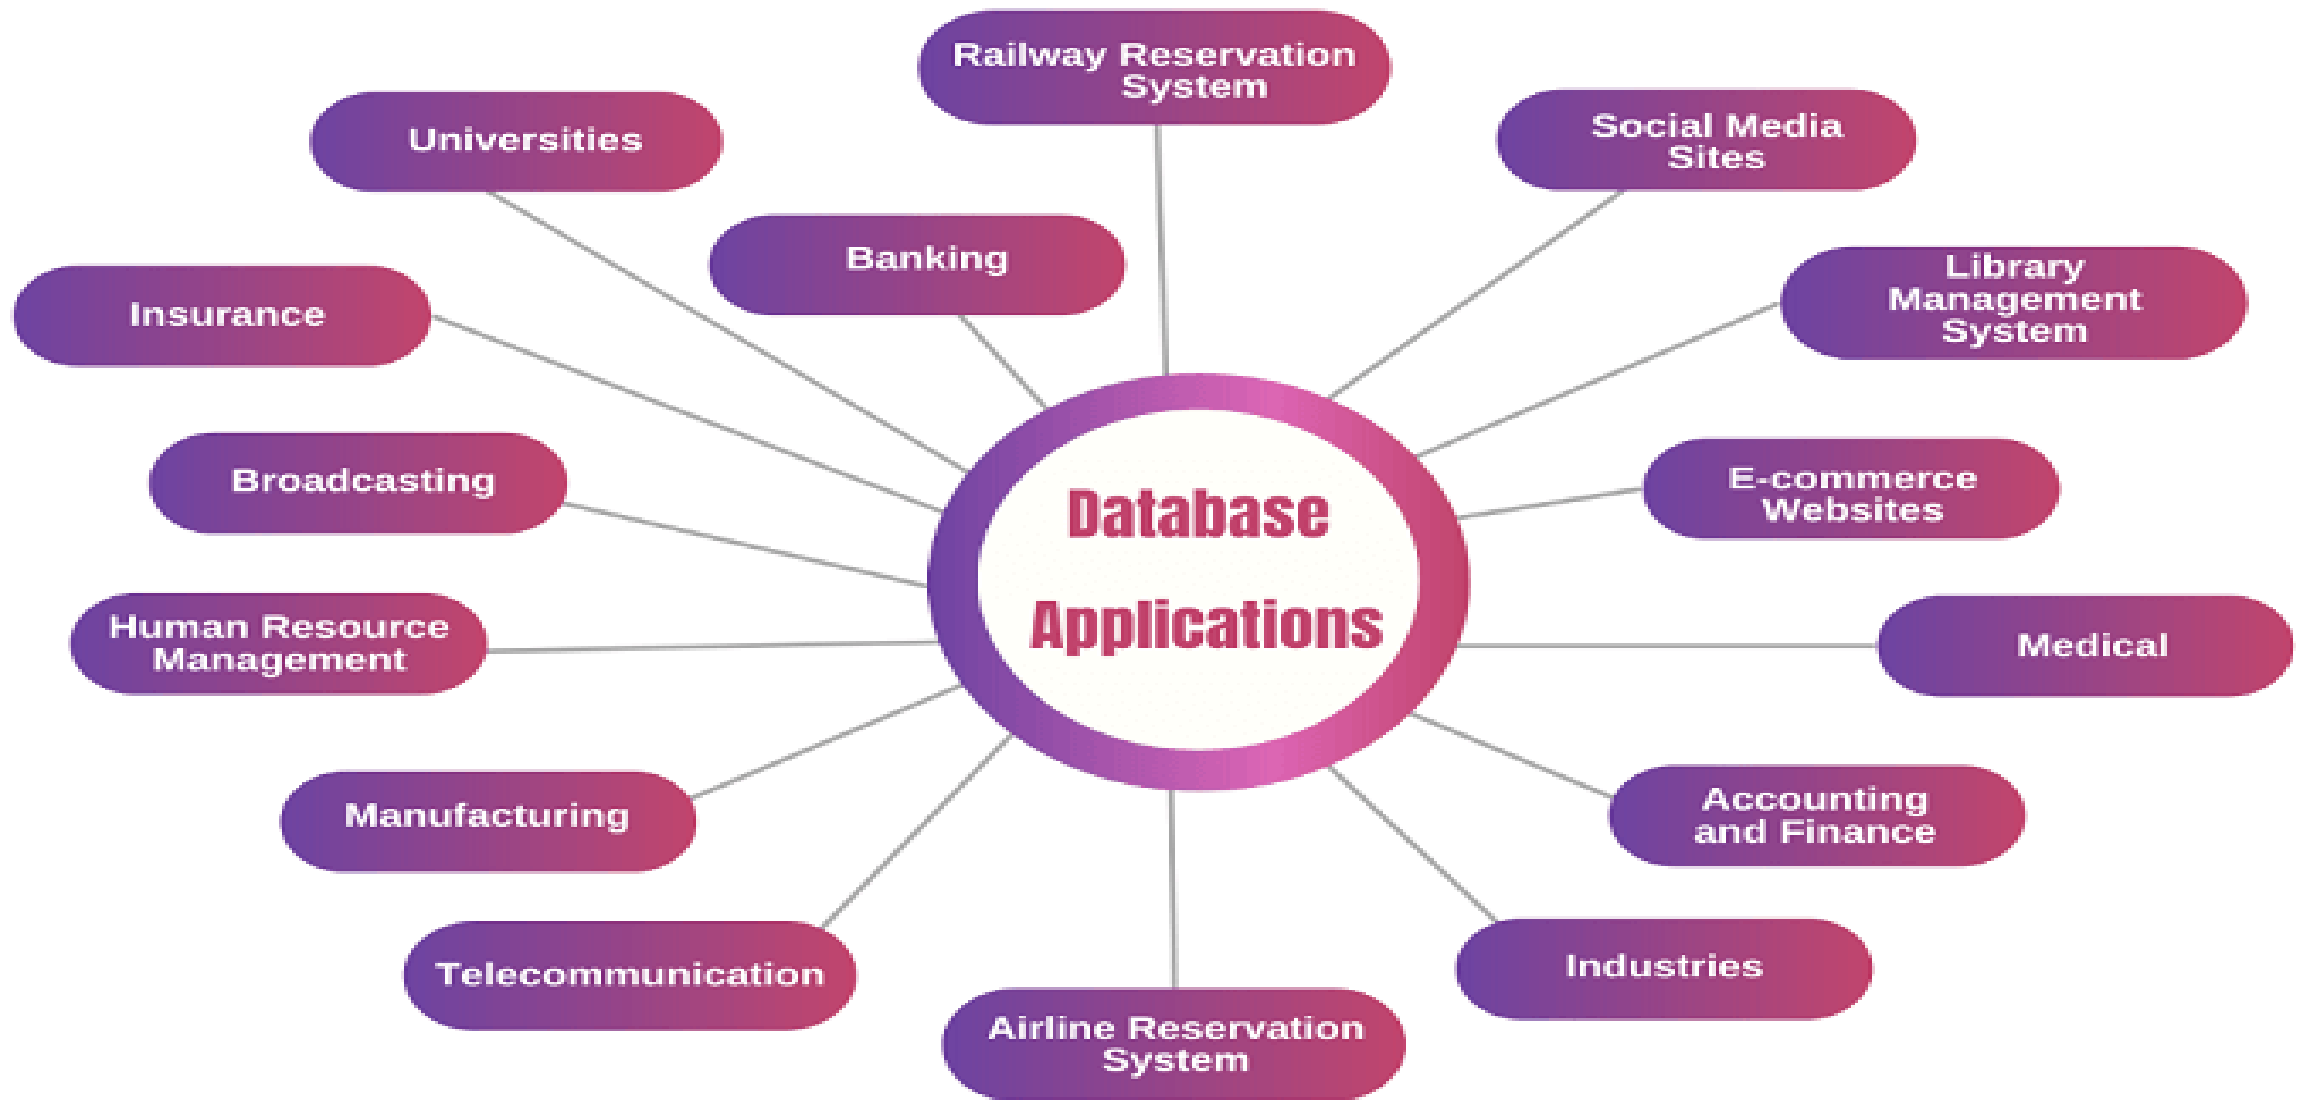 Railway Reservation
System
Universities
Social Media
Sites
Banking
Library
Management
System
Insurance
Broadcasting
E-commerce
Websites
Database
Applications
Human Resource
Management
Medical
Manufacturing
Accounting
and Finance
Telecommunication
Industries
Airline Reservation
System